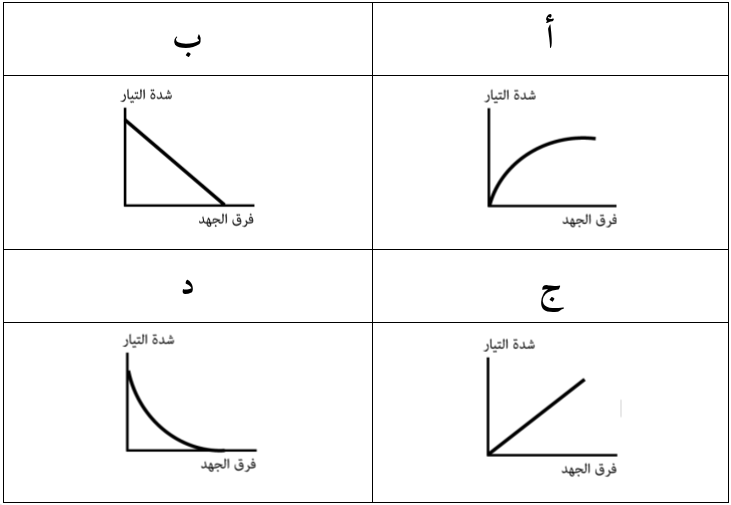 أ
ب
شدة التيار
فرق الجهد
شدة التيار
فرق الجهد
ج
د
شدة التيار
فرق الجهد
شدة التيار
فرق الجهد